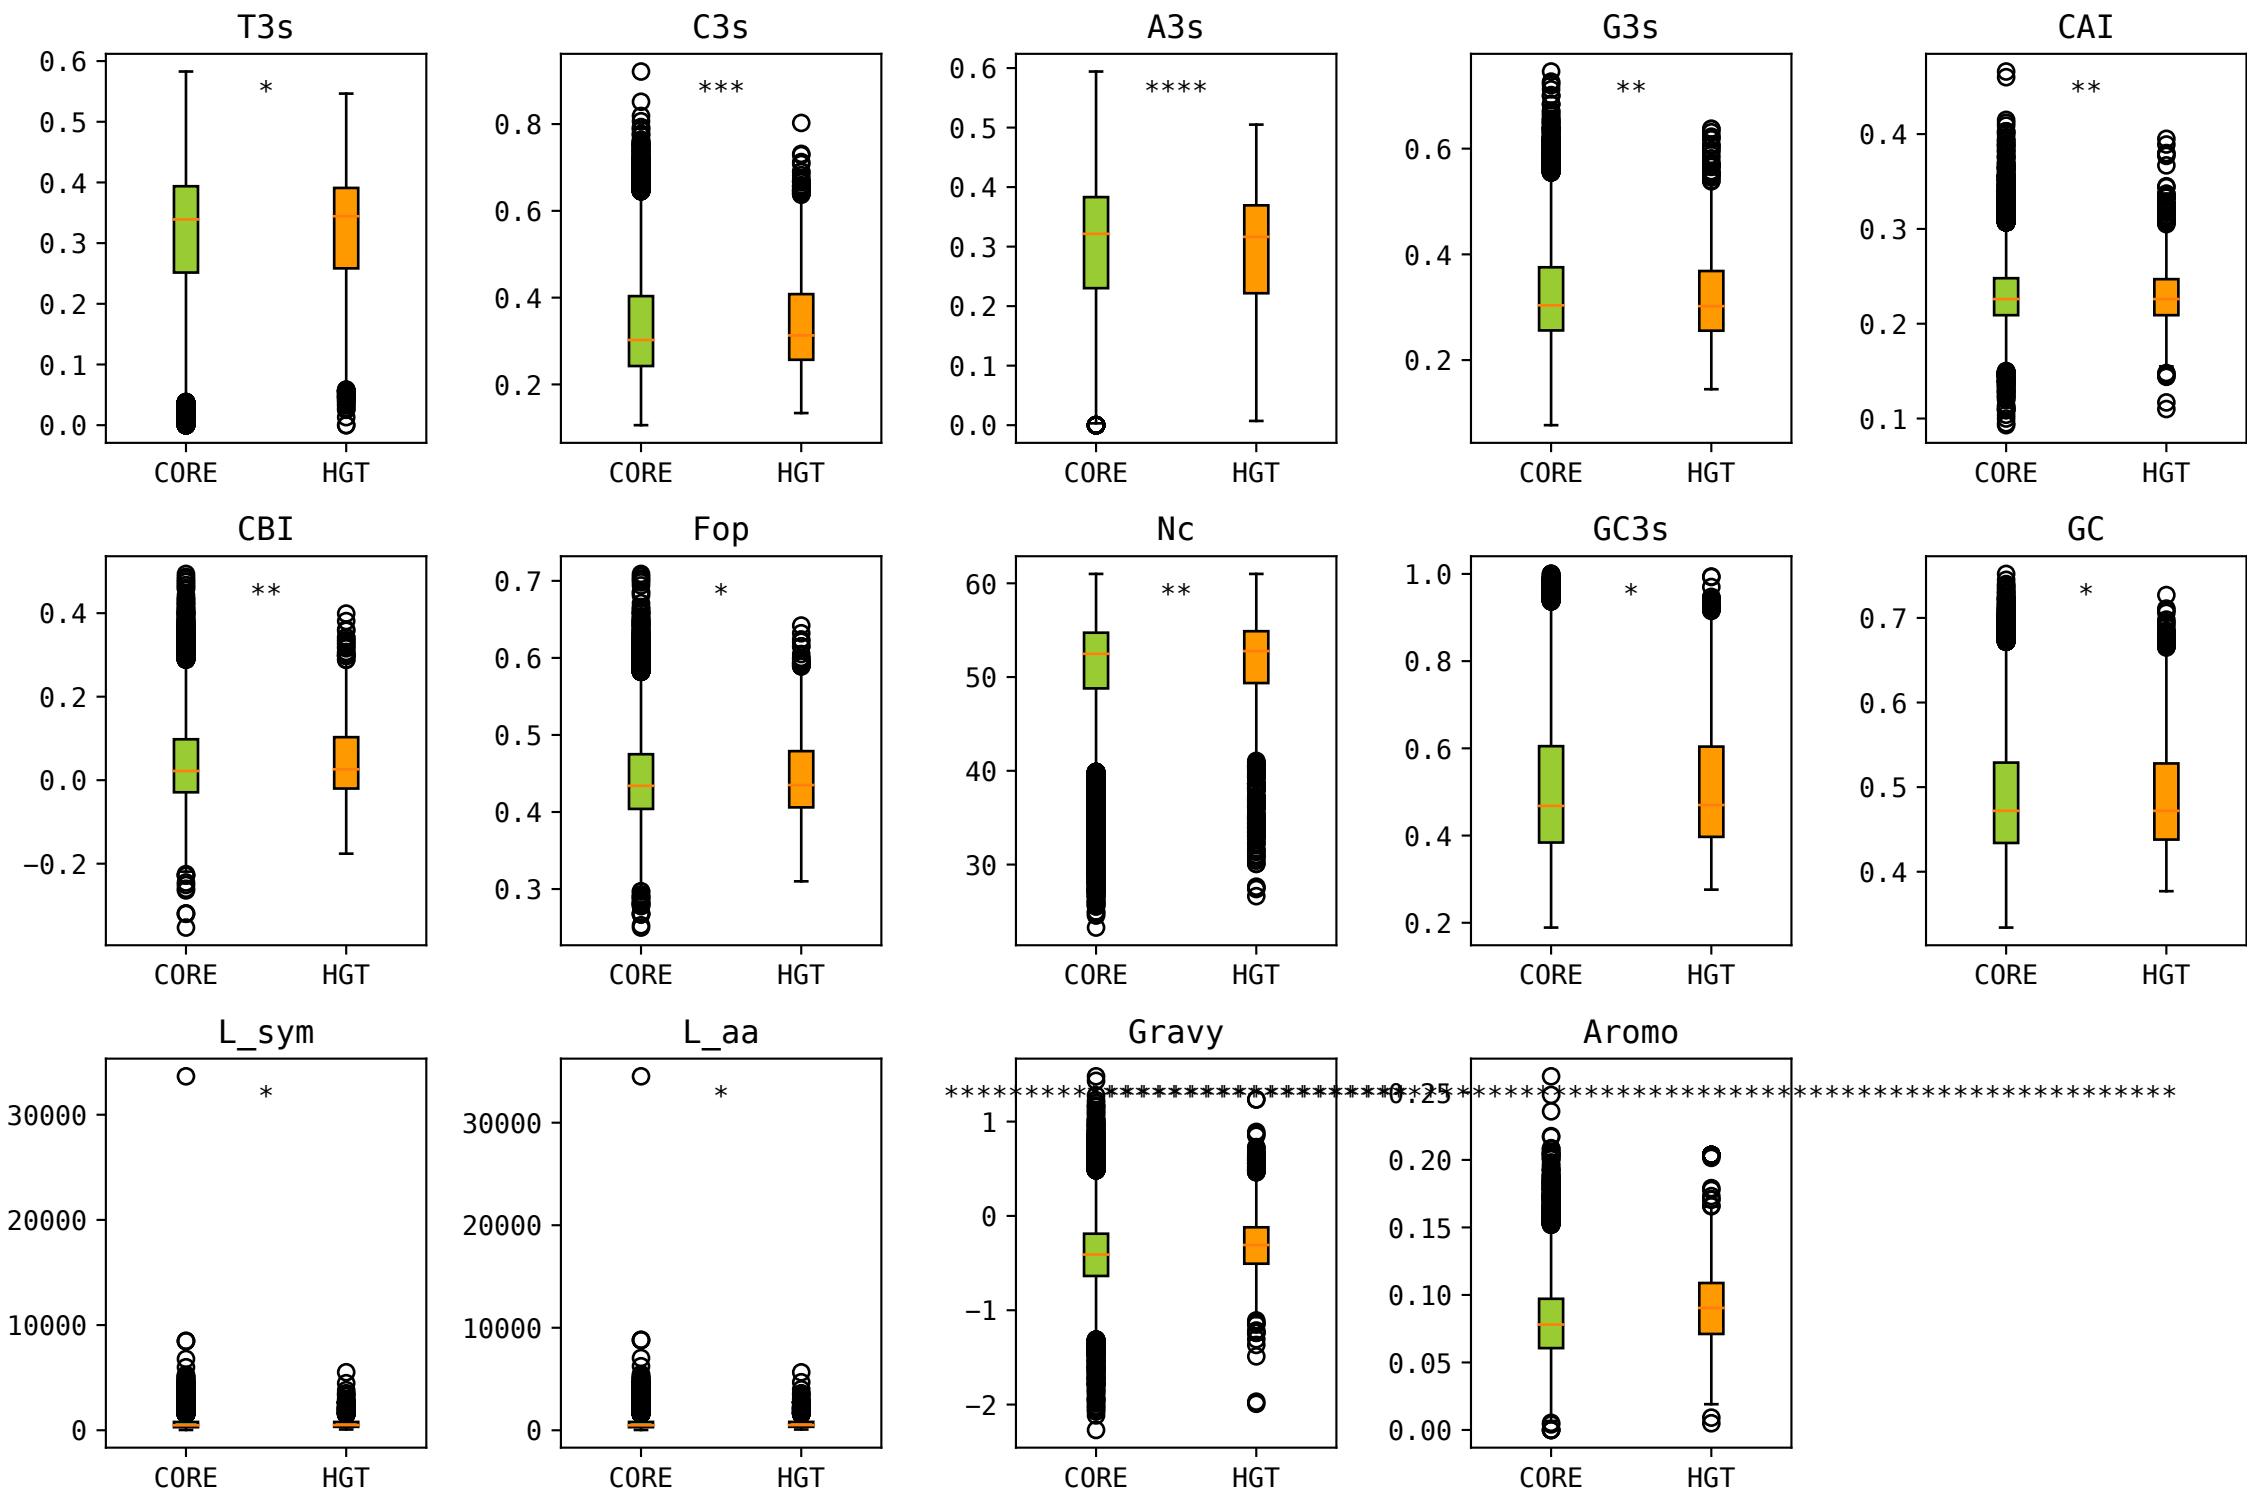 T3s C3s A3s G3s CAI
* *** **** ** **
0.6 0.5 0.4 0.3 0.2 0.1 0.0
0.8 0.6 0.4 0.2
0.6 0.5 0.4 0.3 0.2 0.1 0.0
0.6 0.4 0.2
0.4 0.3 0.2 0.1
CORE HGT CORE HGT CORE HGT CORE HGT CORE HGT
CBI Fop Nc GC3s GC
** * ** * *
0.4 0.2 0.0 −0.2
0.7 0.6 0.5 0.4 0.3
60 50 40 30
1.0 0.8 0.6 0.4 0.2
0.7 0.6 0.5 0.4
CORE HGT CORE HGT CORE HGT CORE HGT CORE HGT
L_sym L_aa Gravy Aromo
* *
30000 20000 10000 0
30000 20000 10000 0
1 0 −1 −2
0.25 0.20 0.15 0.10 0.05 0.00
CORE HGT CORE HGT CORE HGT CORE HGT